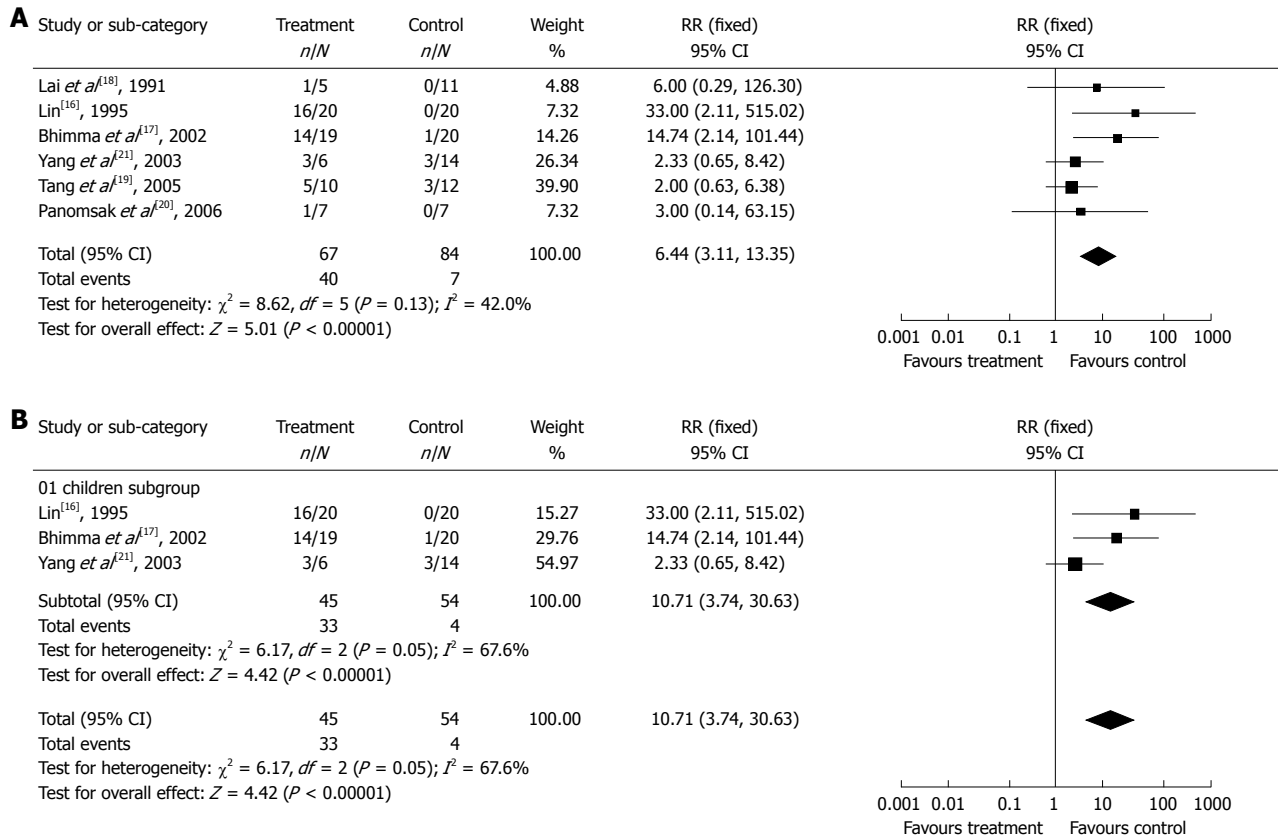 A
Study or sub-category Treatment Control Weight RR (fixed) RR (fixed)
n/N n/N % 95% CI 95% CI
Lai et al[18], 1991 1/5 0/11 4.88 6.00 (0.29, 126.30)
Lin[16], 1995 16/20 0/20 7.32 33.00 (2.11, 515.02)
Bhimma et al[17], 2002 14/19 1/20 14.26 14.74 (2.14, 101.44)
Yang et al[21], 2003 3/6 3/14 26.34 2.33 (0.65, 8.42)
Tang et al[19], 2005 5/10 3/12 39.90 2.00 (0.63, 6.38)
Panomsak et al[20], 2006 1/7 0/7 7.32 3.00 (0.14, 63.15)
Total (95% CI) 67 84 100.00 6.44 (3.11, 13.35)
Total events 40 7
Test for heterogeneity: χ² = 8.62, df = 5 (P = 0.13); I² = 42.0%
Test for overall effect: Z = 5.01 (P < 0.00001)
0.001 0.01 0.1 1 10 100 1000
Favours treatment Favours control
B
Study or sub-category Treatment Control Weight RR (fixed) RR (fixed)
n/N n/N % 95% CI 95% CI
01 children subgroup
Lin[16], 1995 16/20 0/20 15.27 33.00 (2.11, 515.02)
Bhimma et al[17], 2002 14/19 1/20 29.76 14.74 (2.14, 101.44)
Yang et al[21], 2003 3/6 3/14 54.97 2.33 (0.65, 8.42)
Subtotal (95% CI) 45 54 100.00 10.71 (3.74, 30.63)
Total events 33 4
Test for heterogeneity: χ² = 6.17, df = 2 (P = 0.05); I² = 67.6%
Test for overall effect: Z = 4.42 (P < 0.00001)
Total (95% CI) 45 54 100.00 10.71 (3.74, 30.63)
Total events 33 4
Test for heterogeneity: χ² = 6.17, df = 2 (P = 0.05); I² = 67.6%
Test for overall effect: Z = 4.42 (P < 0.00001)
0.001 0.01 0.1 1 10 100 1000
Favours treatment Favours control